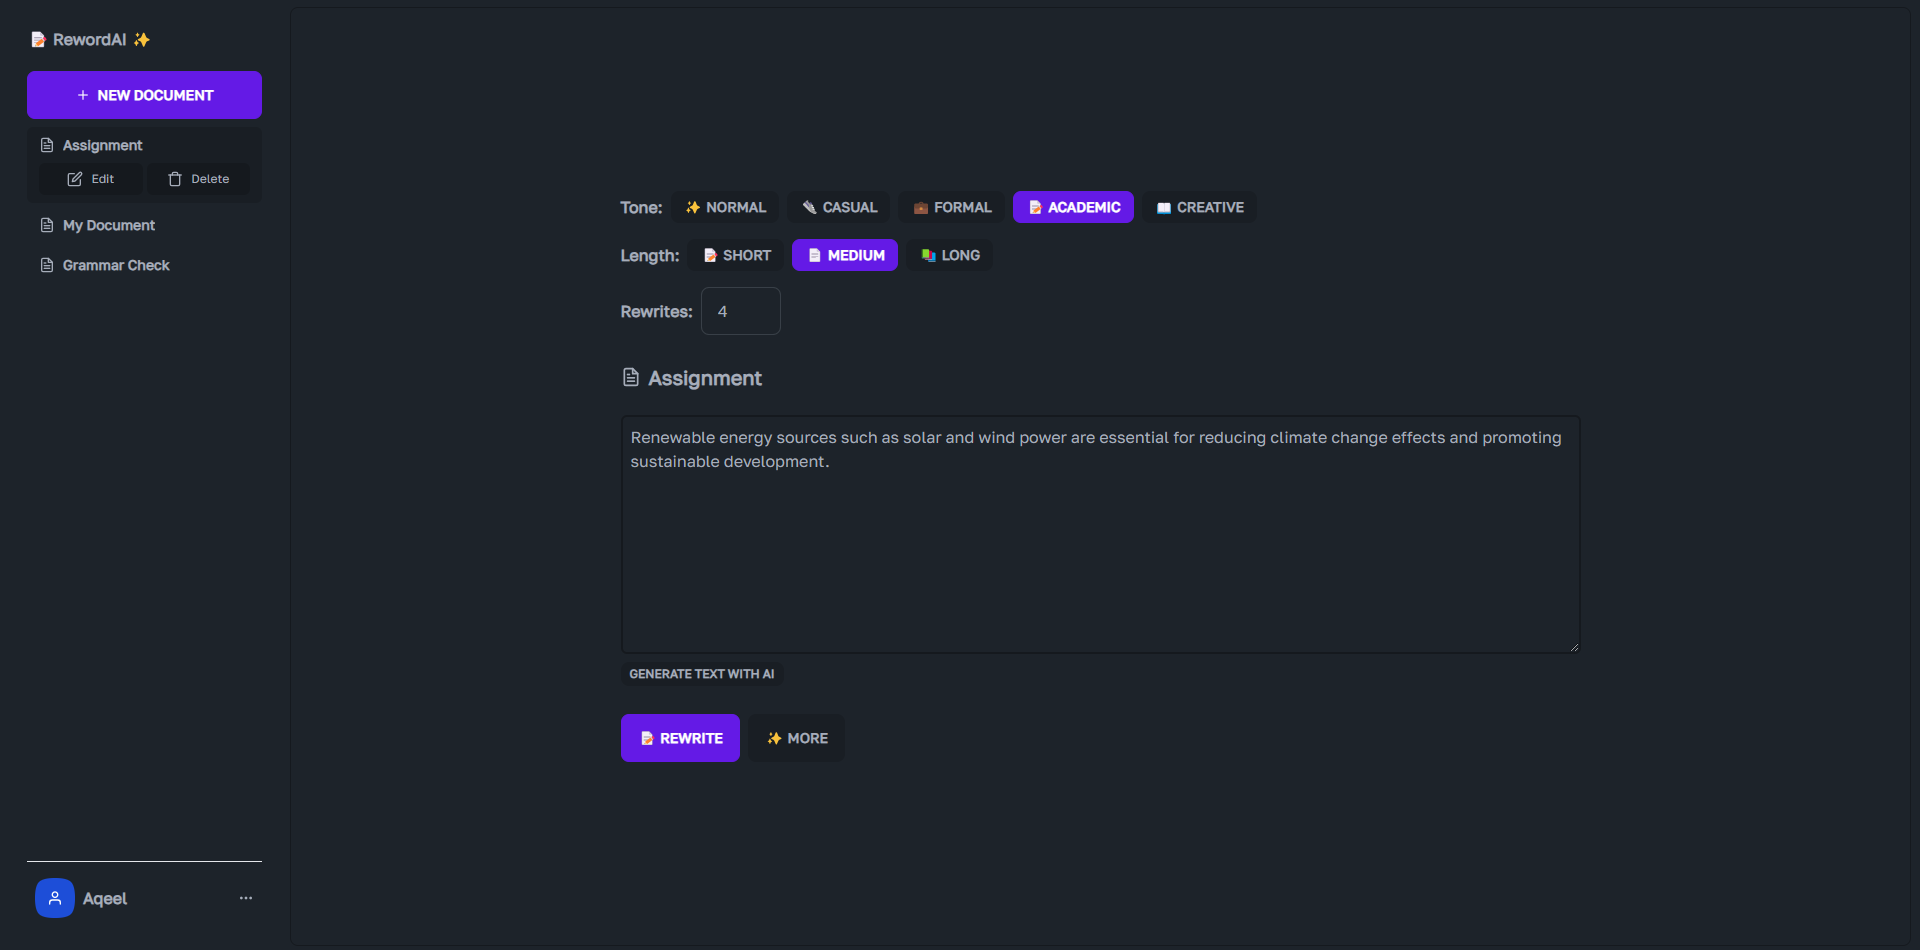 RewordAI
+ NEW DOCUMENT
Assignment
Edit
Delete
My Document
Grammar Check
Aqeel
...
Tone: NORMAL CASUAL FORMAL ACADEMIC CREATIVE
Length: SHORT MEDIUM LONG
Rewrites: 4
Assignment
Renewable energy sources such as solar and wind power are essential for reducing climate change effects and promoting
sustainable development.
GENERATE TEXT WITH AI
REWRITE
MORE